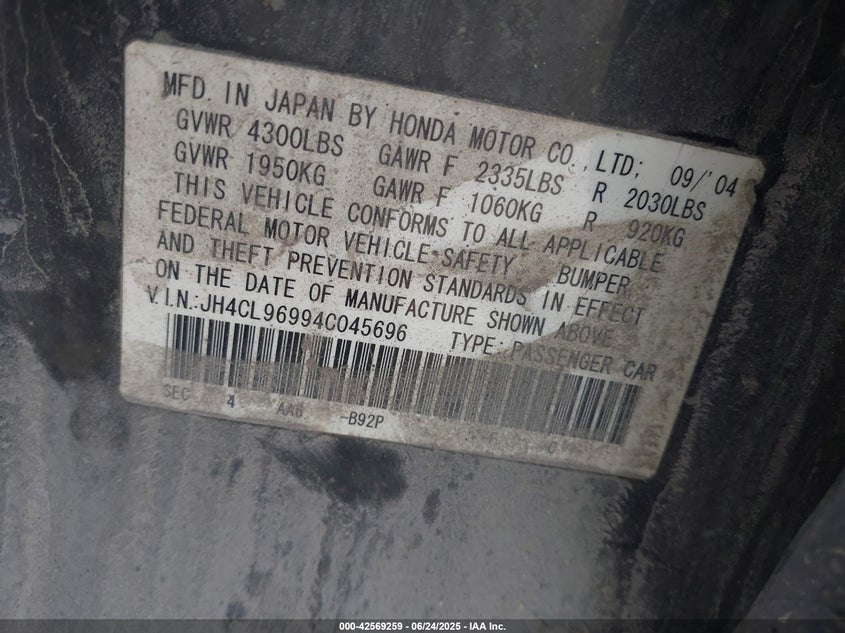 MFD. IN JAPAN BY HONDA MOTOR CO.,LTD; 09/'04
GVWR 4300LBS GAWR F 2335LBS R 2030LBS
GVWR 1950KG GAWR F 1060KG R 920KG
THIS VEHICLE CONFORMS TO ALL APPLICABLE
FEDERAL MOTOR VEHICLE SAFETY BUMPER
AND THEFT PREVENTION STANDARDS IN EFFECT
ON THE DATE OF MANUFACTURE SHOWN ABOVE
V.I.N:JH4CL96994C045696 TYPE:PASSENGER CAR
SEC 4 -B92P
000-42569259 - 06/24/2025 - IAA Inc.